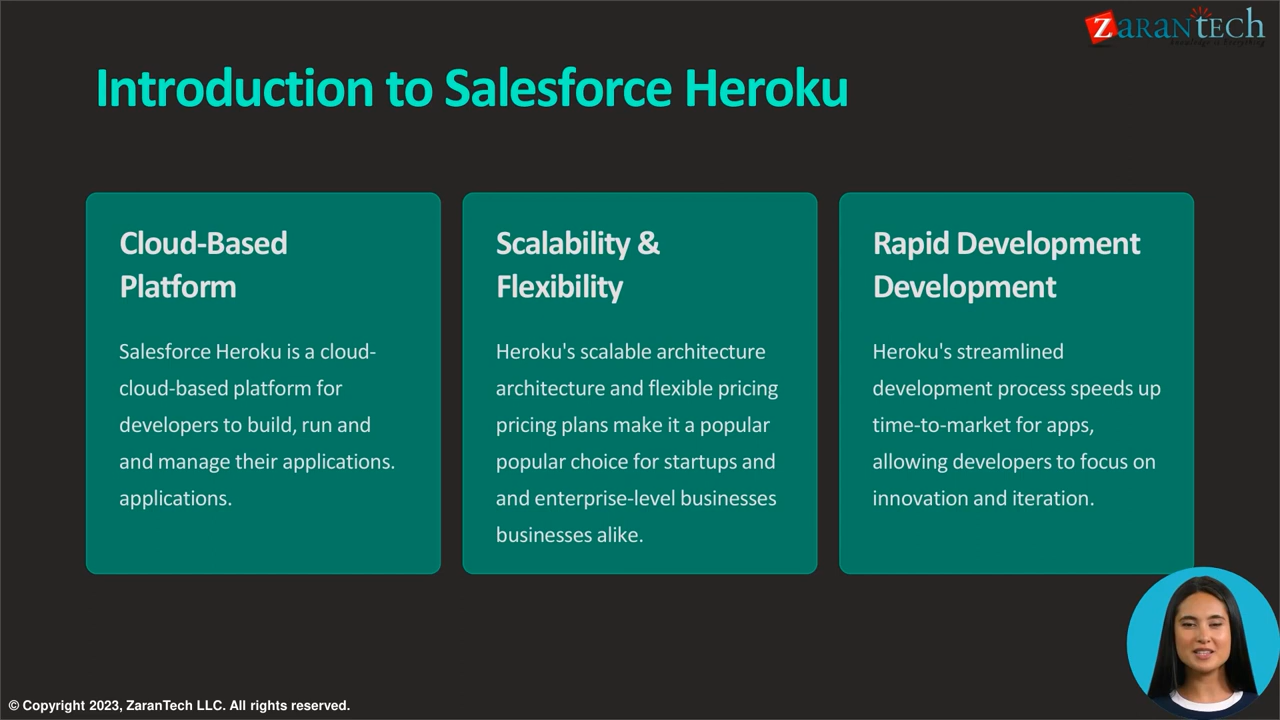 ZARANTECH
Introduction to Salesforce Heroku
Cloud-Based
Platform
Salesforce Heroku is a cloud-
cloud-based platform for
developers to build, run and
and manage their applications.
applications.
Scalability &
Flexibility
Heroku's scalable architecture
architecture and flexible pricing
pricing plans make it a popular
popular choice for startups and
and enterprise-level businesses
businesses alike.
Rapid Development
Development
Heroku's streamlined
development process speeds up
time-to-market for apps,
allowing developers to focus on
innovation and iteration.
© Copyright 2023, ZaranTech LLC. All rights reserved.